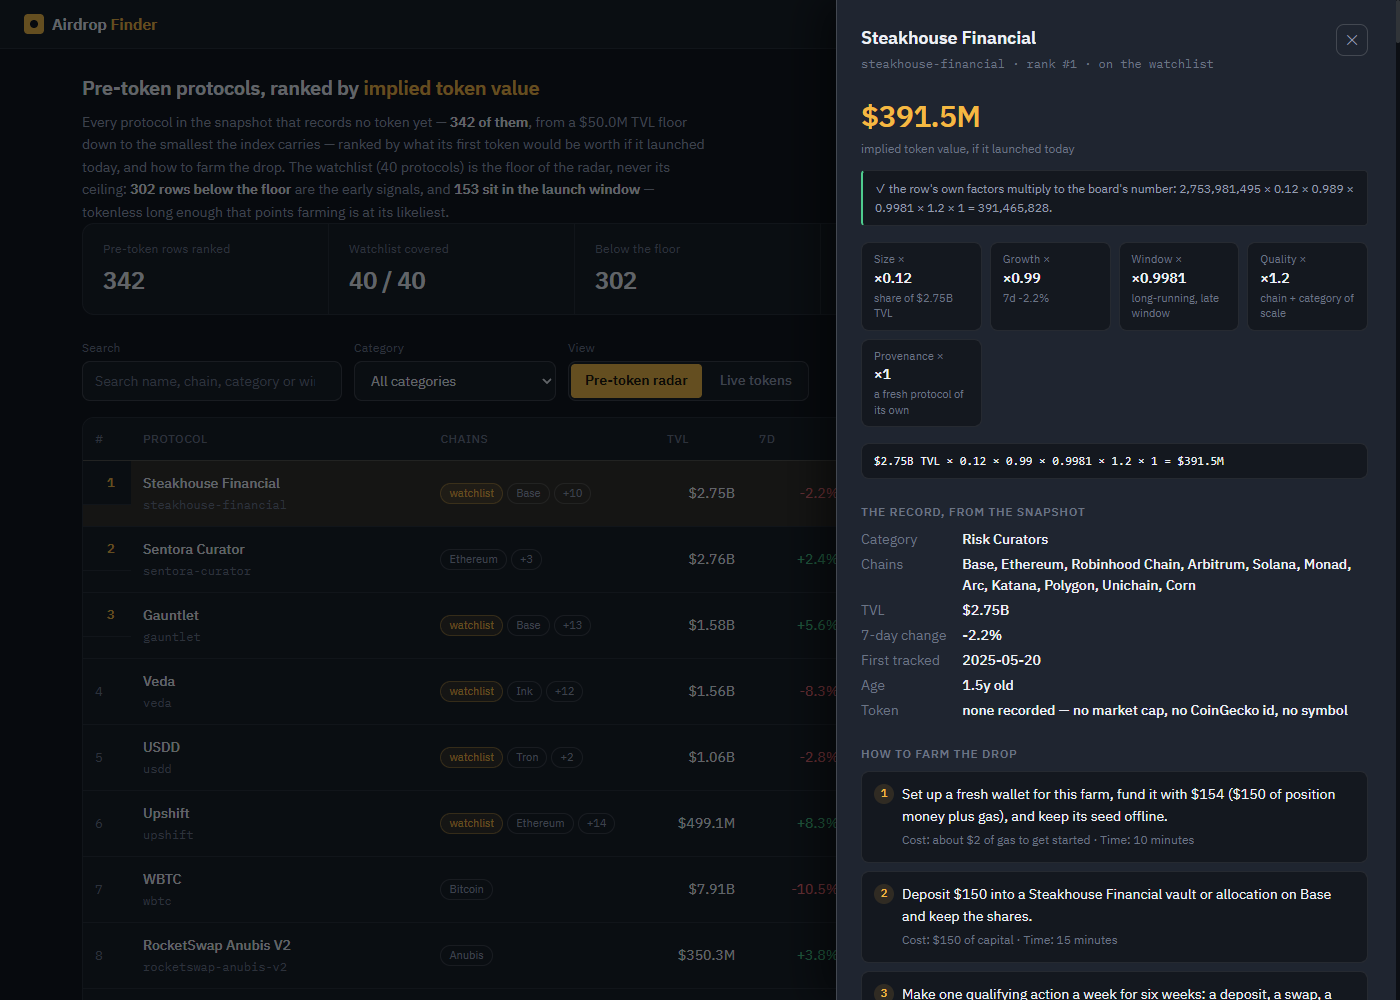 Airdrop Finder
Pre-token protocols, ranked by implied token value
Every protocol in the snapshot that records no token yet — 342 of them, from a $50.0M TVL floor
down to the smallest the index carries — ranked by what its first token would be worth if it launched
today, and how to farm the drop. The watchlist (40 protocols) is the floor of the radar, never its
ceiling: 302 rows below the floor are the early signals, and 153 sit in the launch window —
tokenless long enough that points farming is at its likeliest.
Pre-token rows ranked
342
Watchlist covered
40 / 40
Below the floor
302
Search
Category
View
Search name, chain, category or wi
All categories
Pre-token radar
Live tokens
# PROTOCOL CHAINS TVL 7D
1 Steakhouse Financial watchlist Base +10 $2.75B -2.2%
steakhouse-financial
2 Sentora Curator Ethereum +3 $2.76B +2.4%
sentora-curator
3 Gauntlet watchlist Base +13 $1.58B +5.6%
gauntlet
4 Veda watchlist Ink +12 $1.56B -8.3%
veda
5 USDD watchlist Tron +2 $1.06B -2.8%
usdd
6 Upshift watchlist Ethereum +14 $499.1M +8.3%
upshift
7 WBTC Bitcoin $7.91B -10.5%
wbtc
8 RocketSwap Anubis V2 Anubis $350.3M +3.8%
rocketswap-anubis-v2
Steakhouse Financial
steakhouse-financial · rank #1 · on the watchlist
$391.5M
implied token value, if it launched today
✓ the row's own factors multiply to the board's number: 2,753,981,495 × 0.12 × 0.989 ×
0.9981 × 1.2 × 1 = 391,465,828.
Size ×
×0.12
share of $2.75B
TVL
Growth ×
×0.99
7d -2.2%
Window ×
×0.9981
long-running, late
window
Quality ×
×1.2
chain + category of
scale
Provenance ×
×1
a fresh protocol of
its own
$2.75B TVL × 0.12 × 0.99 × 0.9981 × 1.2 × 1 = $391.5M
THE RECORD, FROM THE SNAPSHOT
Category Risk Curators
Chains Base, Ethereum, Robinhood Chain, Arbitrum, Solana, Monad,
Arc, Katana, Polygon, Unichain, Corn
TVL $2.75B
7-day change -2.2%
First tracked 2025-05-20
Age 1.5y old
Token none recorded — no market cap, no CoinGecko id, no symbol
HOW TO FARM THE DROP
1 Set up a fresh wallet for this farm, fund it with $154 ($150 of position
money plus gas), and keep its seed offline.
Cost: about $2 of gas to get started · Time: 10 minutes
2 Deposit $150 into a Steakhouse Financial vault or allocation on Base
and keep the shares.
Cost: $150 of capital · Time: 15 minutes
3 Make one qualifying action a week for six weeks: a deposit, a swap, a